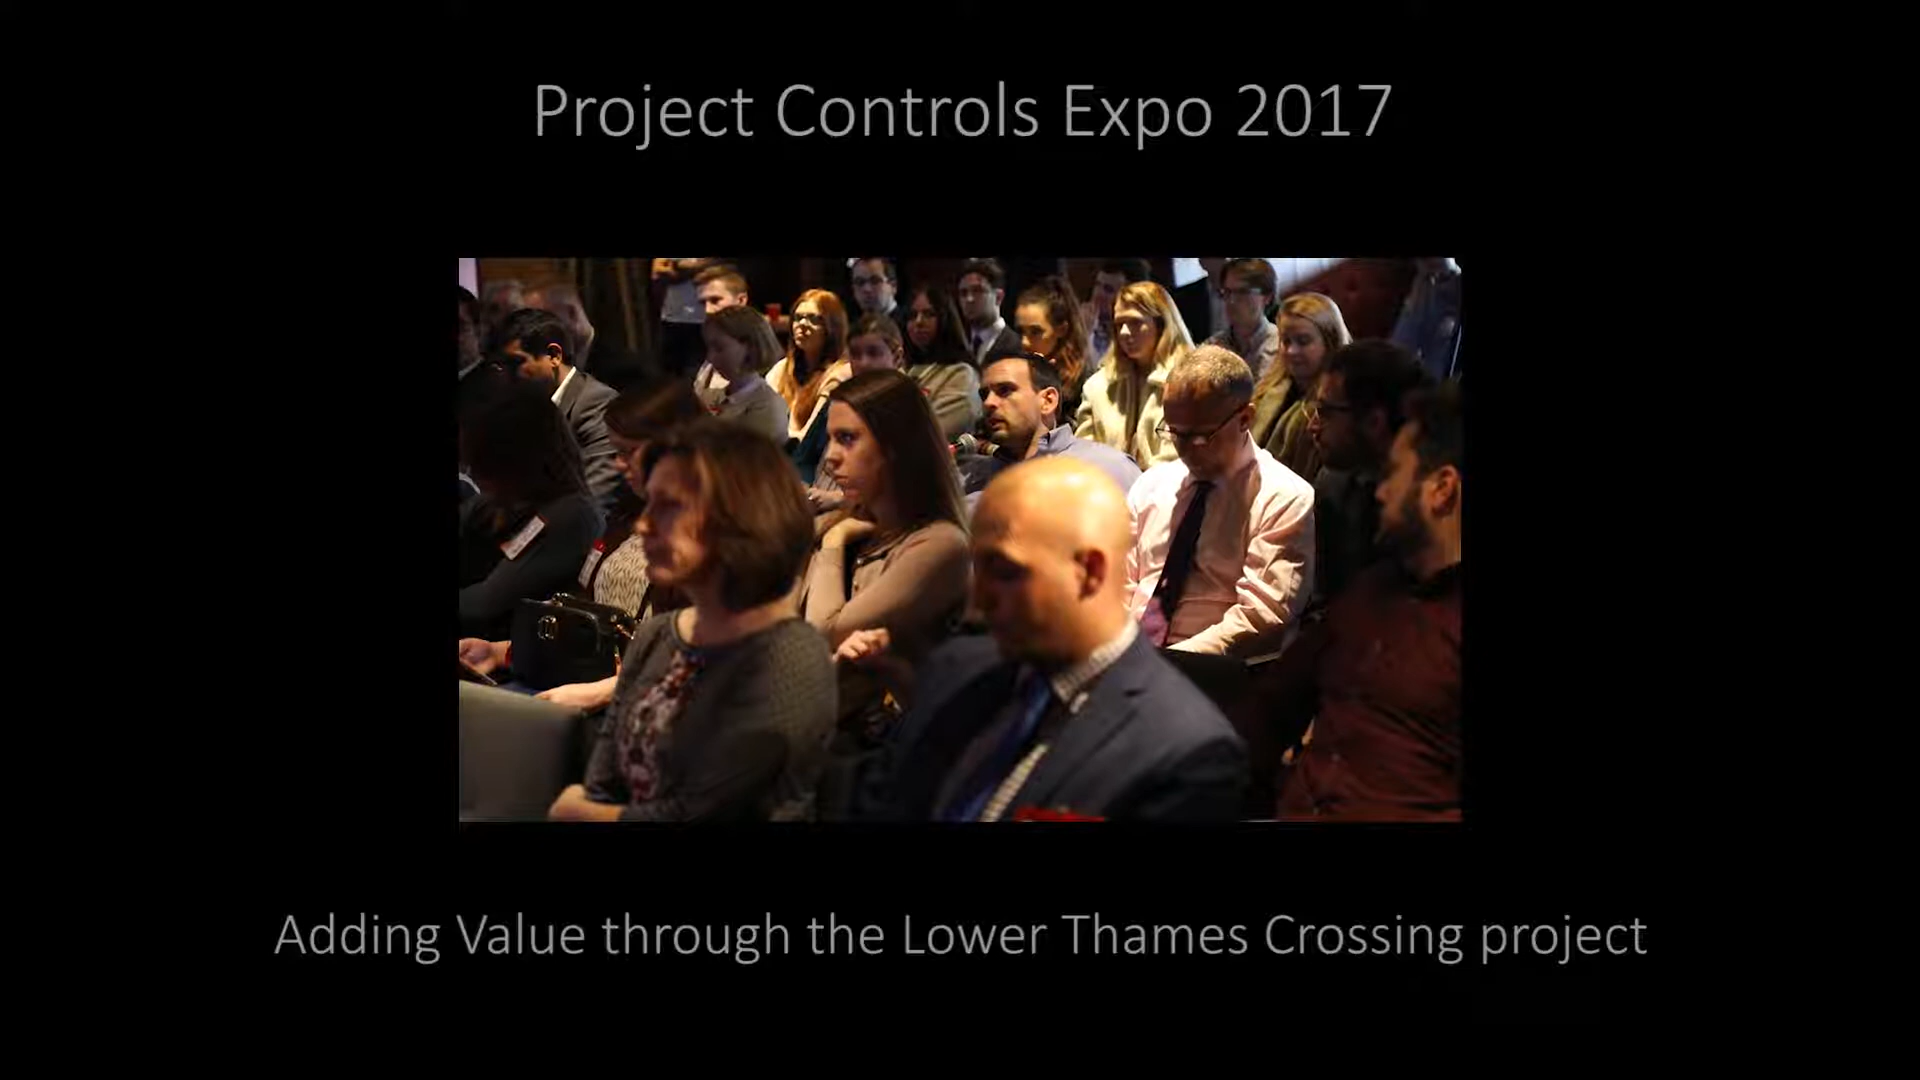 Project Controls Expo 2017
Adding Value through the Lower Thames Crossing project